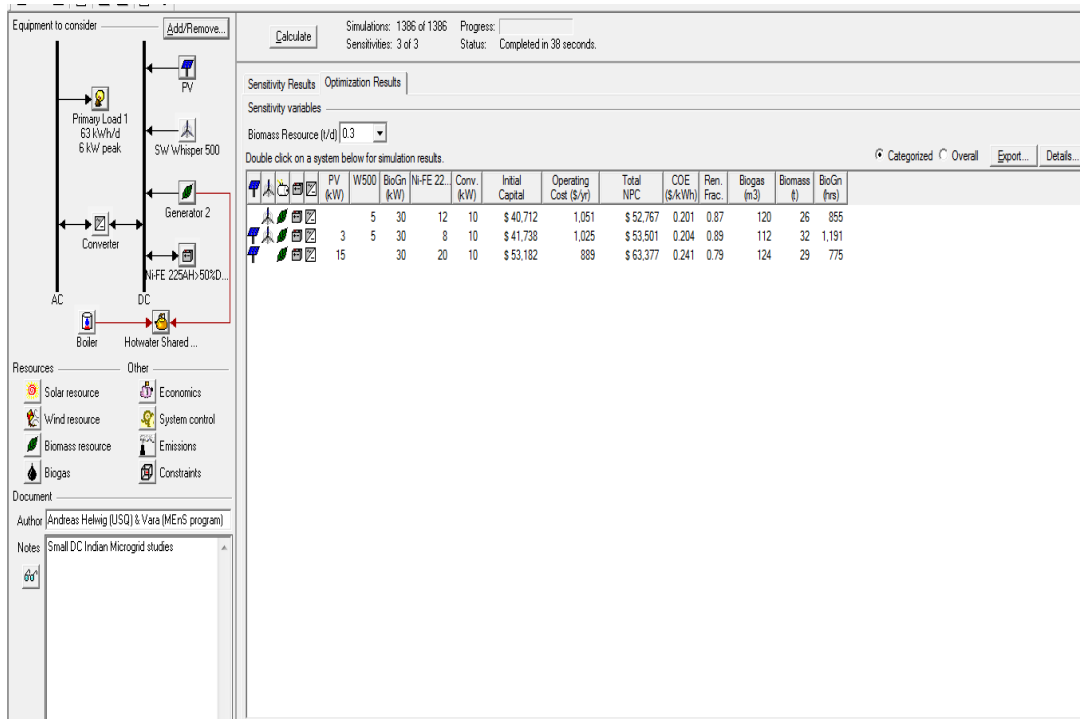 Equipment to consider Add/Remove...
PV
Primary Load 1
63 kWh/d
6 kW peak
SW Whisper 500
Generator 2
Converter
Ni-FE 225AH>50%D...
AC DC
Boiler Hotwater Shared ...
Resources Other
Solar resource Economics
Wind resource System control
Biomass resource Emissions
Biogas Constraints
Document
Author Andreas Helwig (USQ) & Vara (MEnS program)
Notes Small DC Indian Microgrid studies
Calculate
Simulations: 1386 of 1386 Progress:
Sensitivities: 3 of 3 Status: Completed in 38 seconds.
Sensitivity Results Optimization Results
Sensitivity variables
Biomass Resource (t/d) 0.3
Double click on a system below for simulation results. Categorized Overall Export... Details...
PV (kW) W500 BioGn (kW) Ni-FE 22... Conv. (kW) Initial Capital Operating Cost ($/yr) Total NPC COE ($/kWh) Ren. Frac. Biogas (m3) Biomass (t) BioGn (hrs)
5 30 12 10 $ 40,712 1,051 $ 52,767 0.201 0.87 120 26 855
3 5 30 8 10 $ 41,738 1,025 $ 53,501 0.204 0.89 112 32 1,191
15 30 20 10 $ 53,182 889 $ 63,377 0.241 0.79 124 29 775